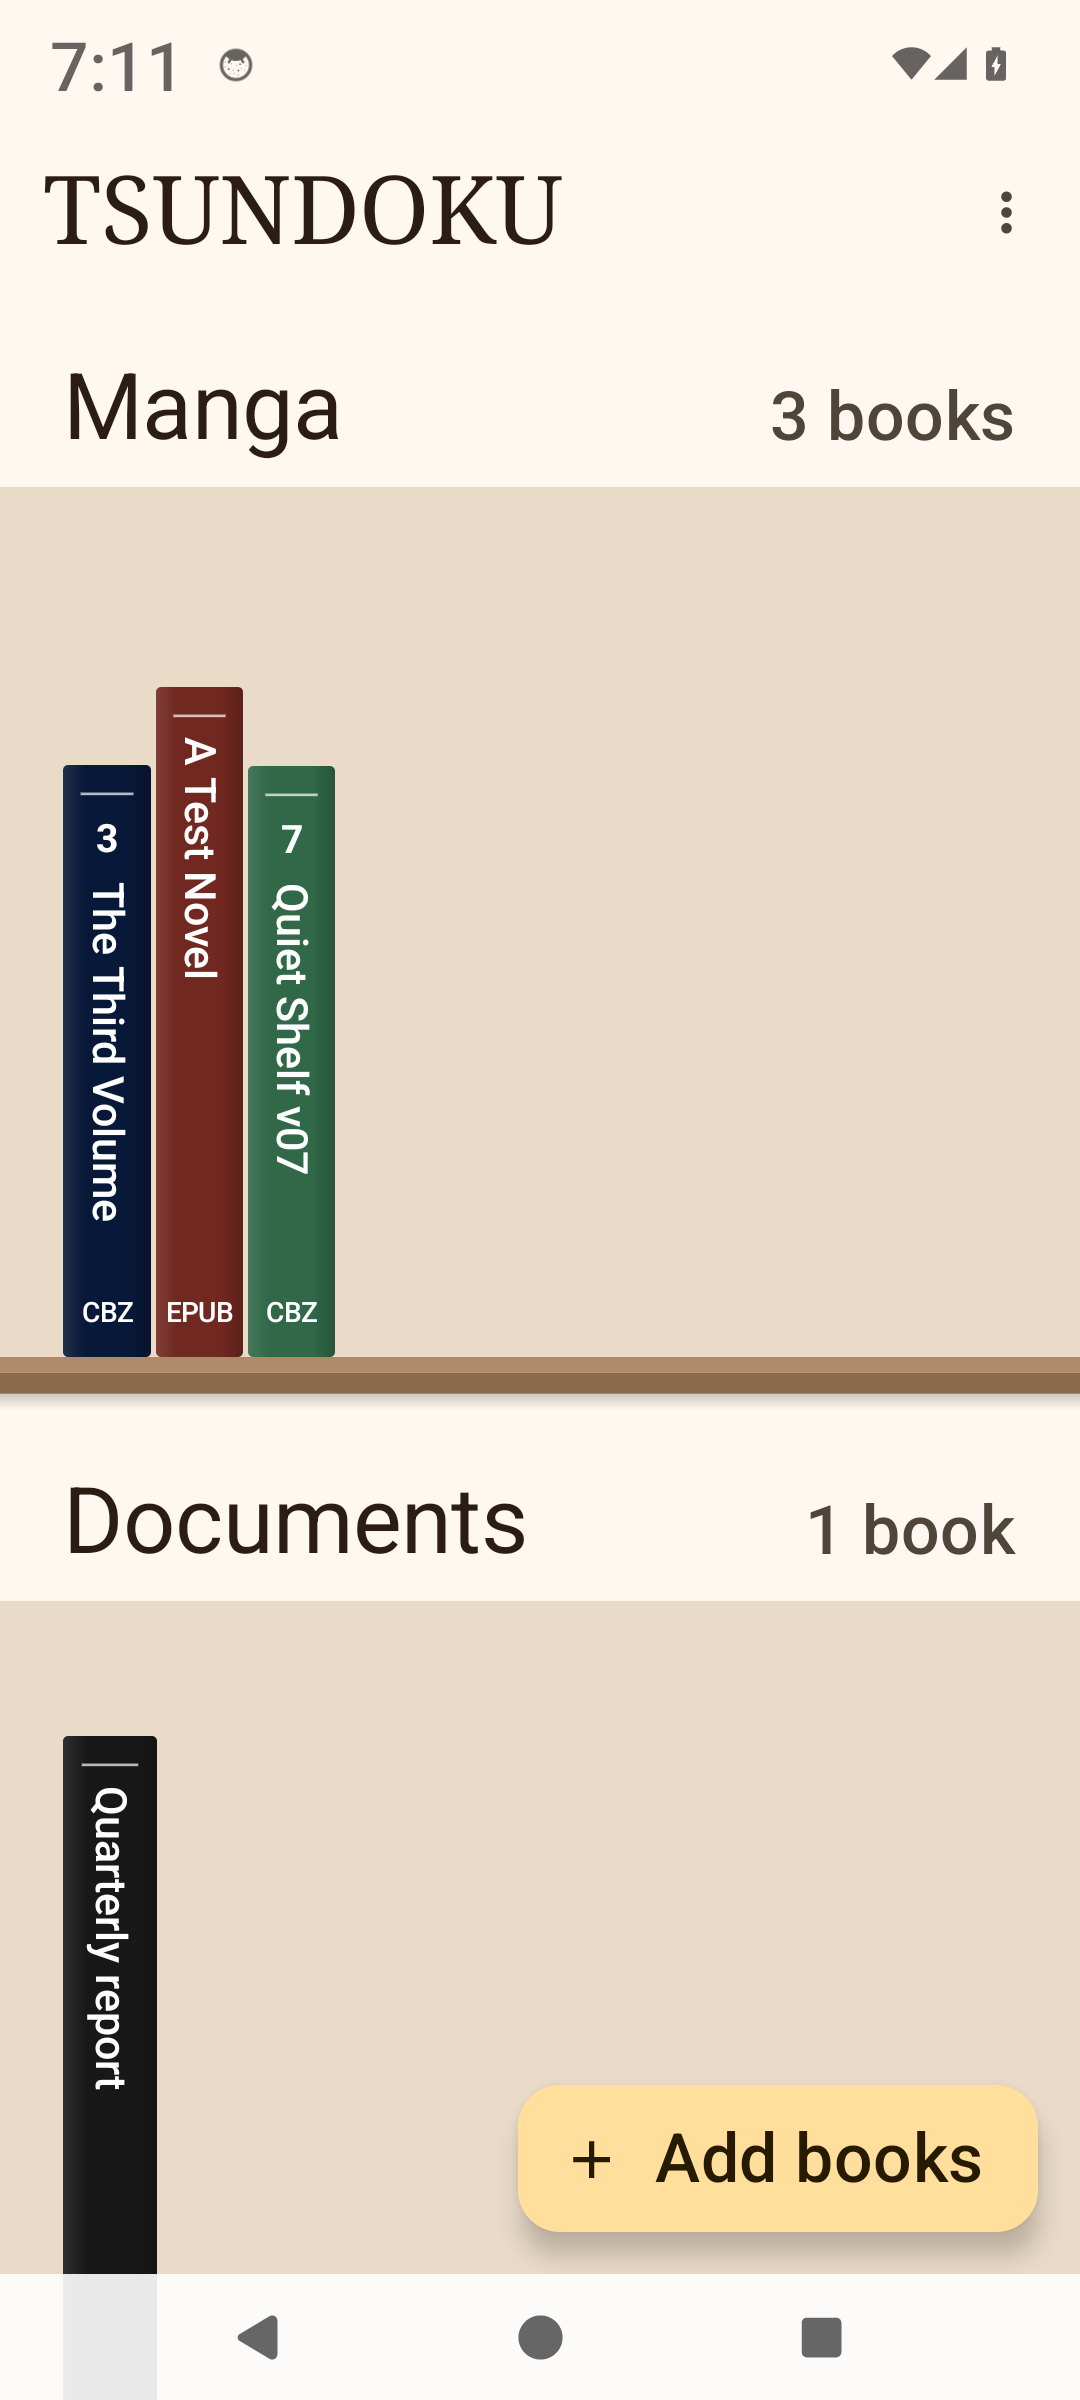 7:11
TSUNDOKU
Manga
3 books
3 The Third Volume
CBZ
A Test Novel
EPUB
7 Quiet Shelf v07
CBZ
Documents
1 book
Quarterly report
+ Add books